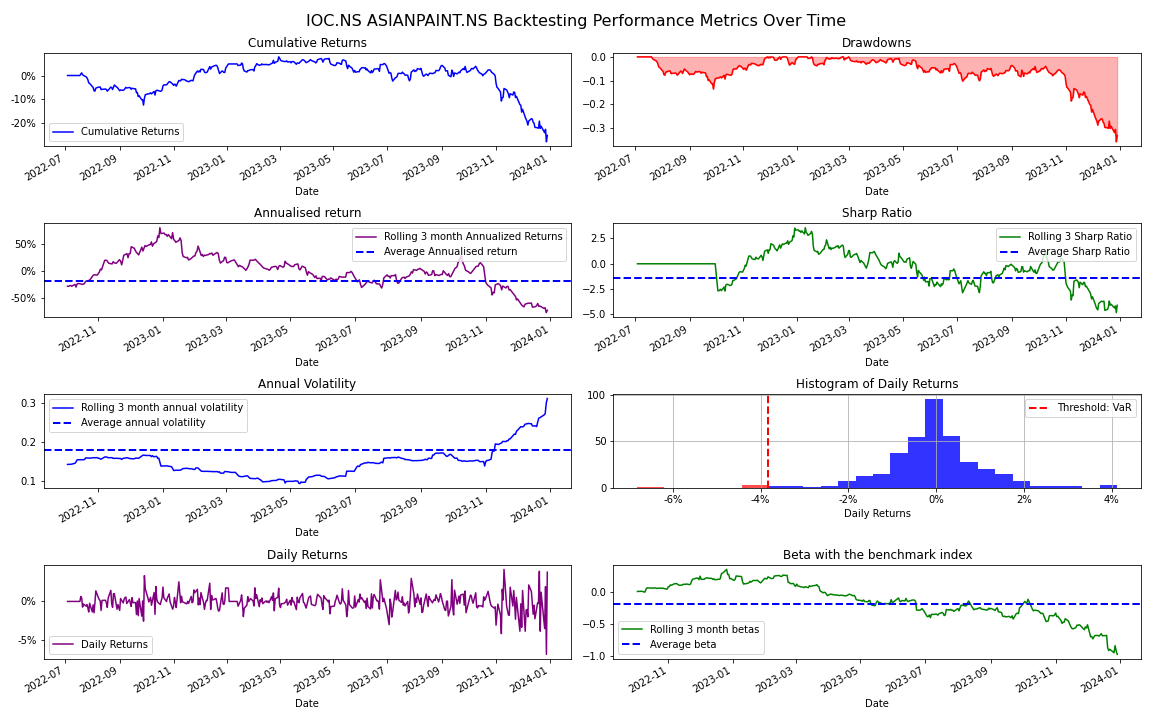 IOC.NS ASIANPAINT.NS Backtesting Performance Metrics Over Time
Cumulative Returns
0%
-10%
-20%
Cumulative Returns
2022-07 2022-09 2022-11 2023-01 2023-03 2023-05 2023-07 2023-09 2023-11 2024-01
Date
Drawdowns
0.0
−0.1
−0.2
−0.3
2022-07 2022-09 2022-11 2023-01 2023-03 2023-05 2023-07 2023-09 2023-11 2024-01
Date
Annualised return
50%
0%
-50%
Rolling 3 month Annualized Returns
Average Annualised return
2022-11 2023-01 2023-03 2023-05 2023-07 2023-09 2023-11 2024-01
Date
Sharp Ratio
2.5
0.0
−2.5
−5.0
Rolling 3 Sharp Ratio
Average Sharp Ratio
2022-07 2022-09 2022-11 2023-01 2023-03 2023-05 2023-07 2023-09 2023-11 2024-01
Date
Annual Volatility
0.3
0.2
0.1
Rolling 3 month annual volatility
Average annual volatility
2022-11 2023-01 2023-03 2023-05 2023-07 2023-09 2023-11 2024-01
Date
Histogram of Daily Returns
100
50
0
Threshold: VaR
-6% -4% -2% 0% 2% 4%
Daily Returns
Daily Returns
0%
-5%
Daily Returns
2022-07 2022-09 2022-11 2023-01 2023-03 2023-05 2023-07 2023-09 2023-11 2024-01
Date
Beta with the benchmark index
0.0
−0.5
−1.0
Rolling 3 month betas
Average beta
2022-11 2023-01 2023-03 2023-05 2023-07 2023-09 2023-11 2024-01
Date